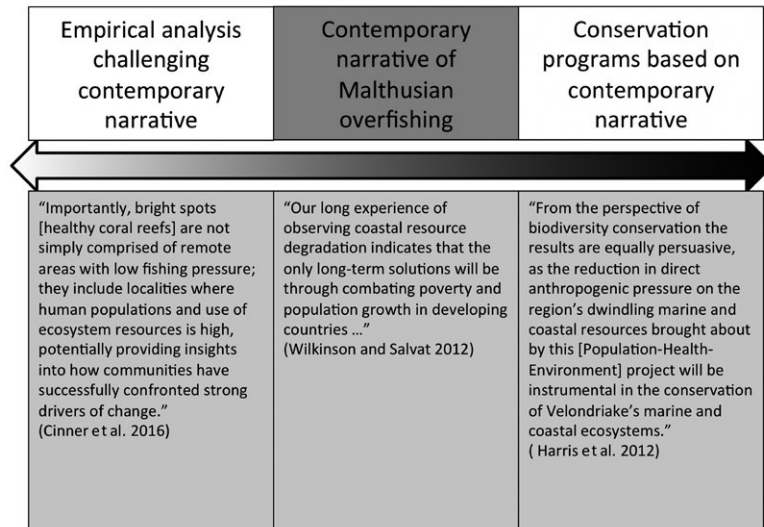 Empirical analysis
challenging
contemporary
narrative
Contemporary
narrative of
Malthusian
overfishing
Conservation
programs based on
contemporary
narrative
“Importantly, bright spots
[healthy coral reefs] are not
simply comprised of remote
areas with low fishing pressure;
they include localities where
human populations and use of
ecosystem resources is high,
potentially providing insights
into how communities have
successfully confronted strong
drivers of change.”
(Cinner et al. 2016)
“Our long experience of
observing coastal resource
degradation indicates that the
only long-term solutions will be
through combating poverty and
population growth in developing
countries …”
(Wilkinson and Salvat 2012)
“From the perspective of
biodiversity conservation the
results are equally persuasive,
as the reduction in direct
anthropogenic pressure on the
region’s dwindling marine and
coastal resources brought about
by this [Population-Health-
Environment] project will be
instrumental in the conservation
of Velondriake’s marine and
coastal ecosystems.”
( Harris et al. 2012)